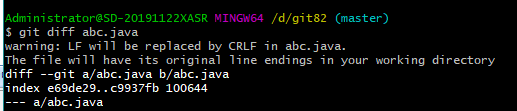 Administrator@SD-20191122XASR MINGW64 /d/git82 (master)
$ git diff abc.java
warning: LF will be replaced by CRLF in abc.java.
The file will have its original line endings in your working directory
diff --git a/abc.java b/abc.java
index e69de29..c9937fb 100644
--- a/abc.java